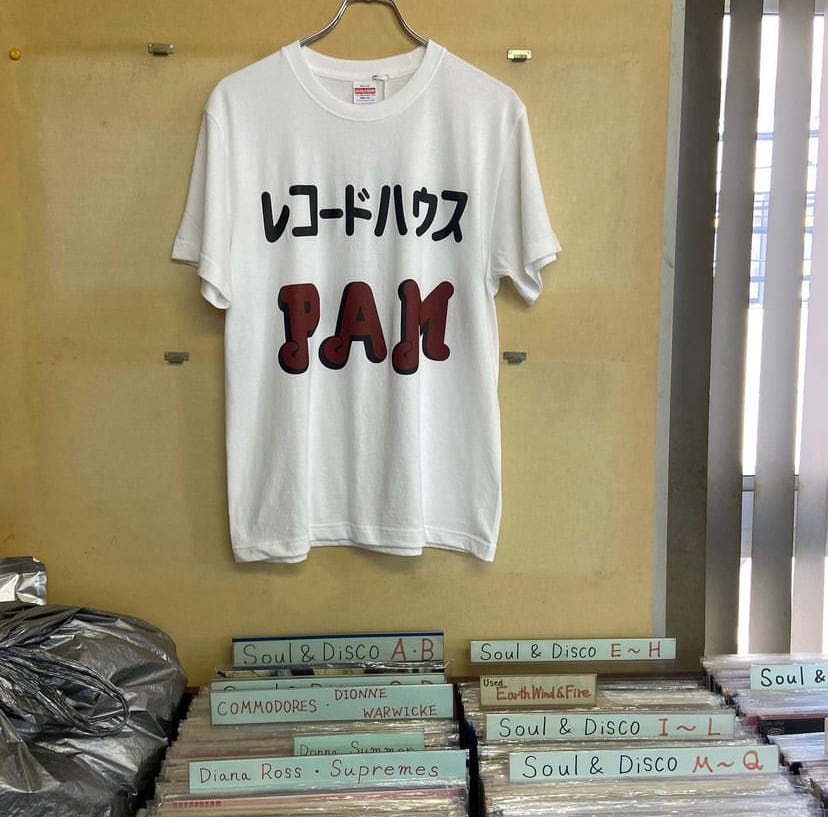 レコードハウス
PAM
Soul & Disco A・B
Soul & Disco E~H
Used
Earth Wind & Fire
COMMODORES・DIONNE WARWICKE
Soul & Disco I~L
Soul &
Donna Summer
Diana Ross・Supremes
Soul & Disco M~Q